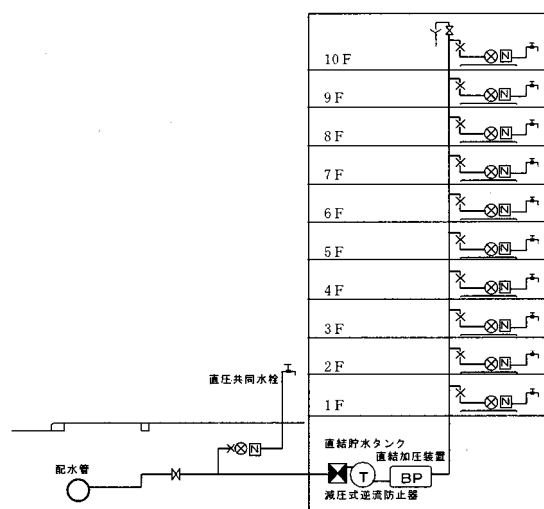 10F
9F
8F
7F
6F
5F
4F
3F
2F
1F
N
N
N
N
N
N
N
N
N
N
直圧共同水栓
N
配水管
直結貯水タンク
直結加圧装置
T
BP
減圧式逆流防止器